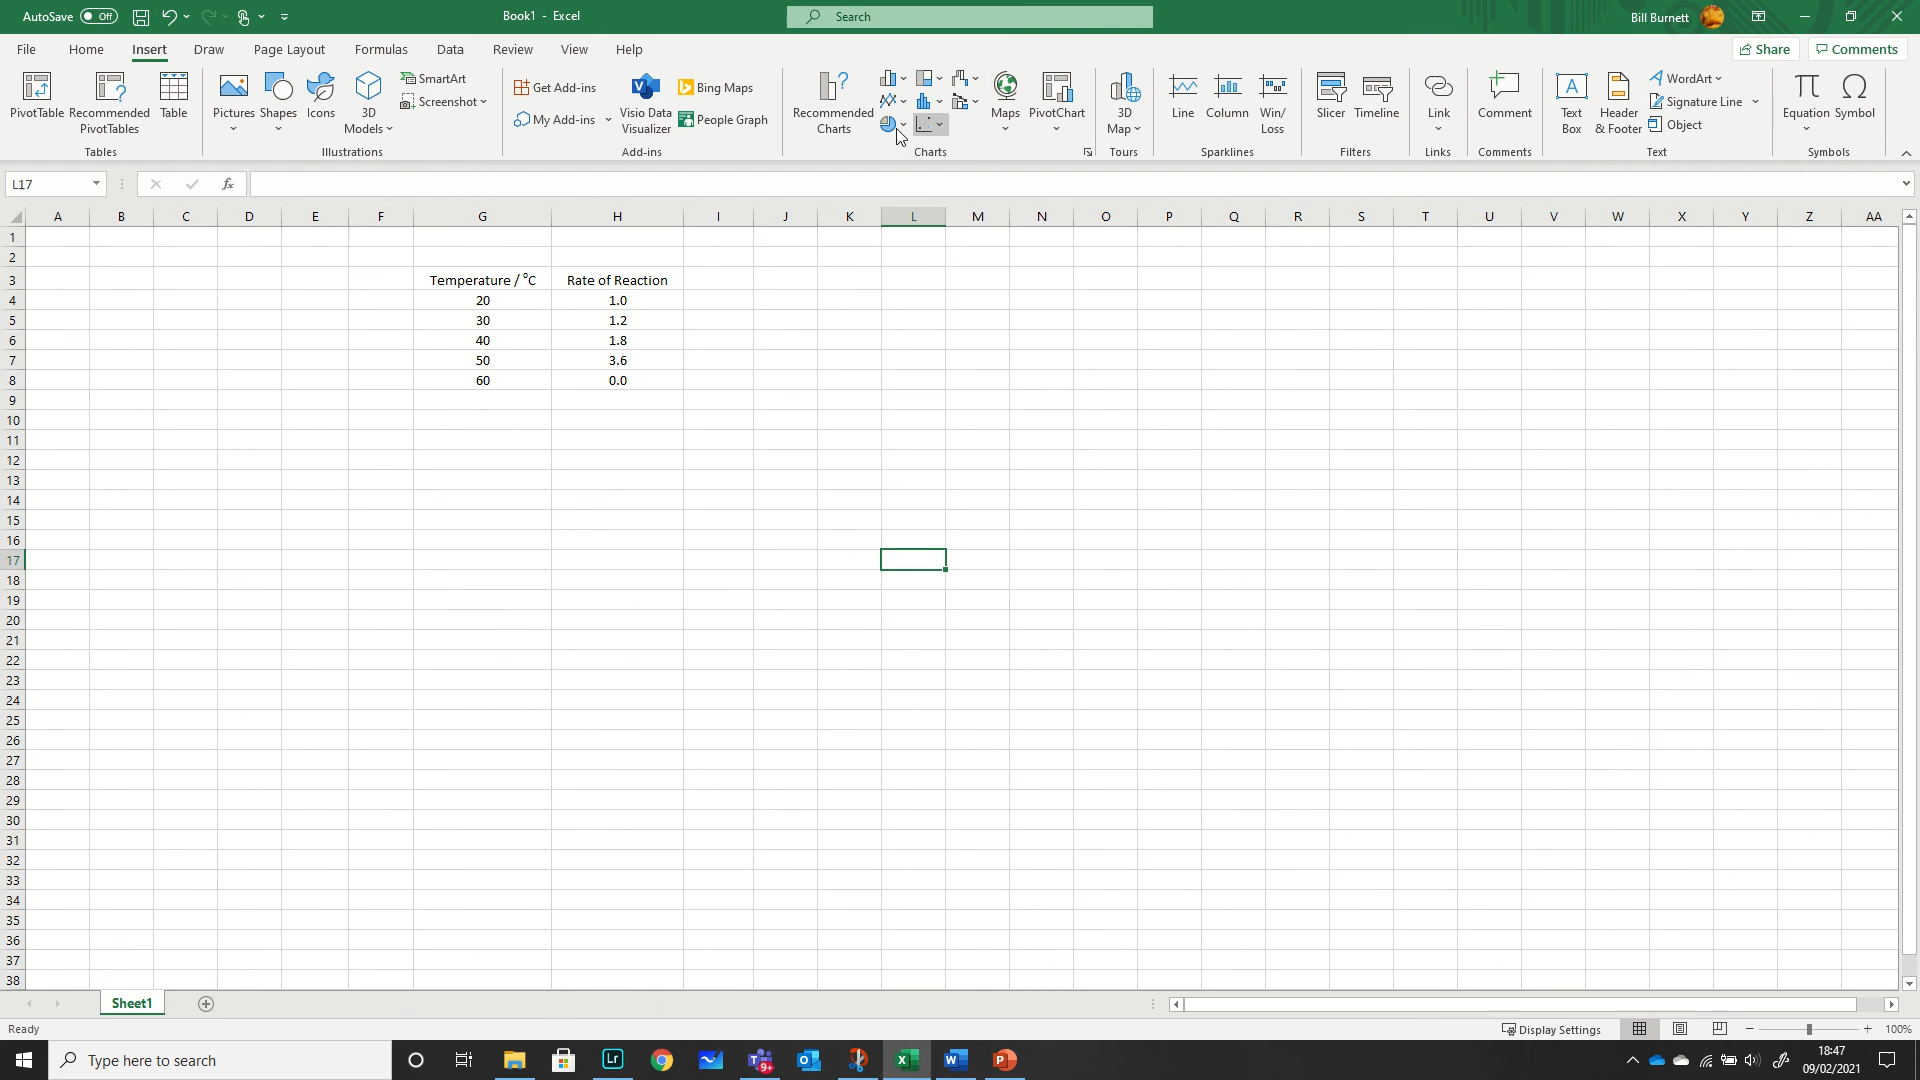 AutoSave Off Book1 - Excel Search Bill Burnett
File Home Insert Draw Page Layout Formulas Data Review View Help Share Comments
PivotTable Recommended PivotTables Table
Tables
Pictures Shapes Icons 3D Models SmartArt Screenshot
Illustrations
Get Add-ins My Add-ins Visio Data Visualizer Bing Maps People Graph
Add-ins
Recommended Charts Maps PivotChart
Charts
3D Map
Tours
Line Column Win/Loss
Sparklines
Slicer Timeline
Filters
Link
Links
Comment
Comments
Text Box Header & Footer WordArt Signature Line Object
Text
Equation Symbol
Symbols
L17 fx
A B C D E F G H I J K L M N O P Q R S T U V W X Y Z AA
1
2
3 Temperature / °C Rate of Reaction
4 20 1.0
5 30 1.2
6 40 1.8
7 50 3.6
8 60 0.0
9
10
11
12
13
14
15
16
17
18
19
20
21
22
23
24
25
26
27
28
29
30
31
32
33
34
35
36
37
38
Sheet1
Ready Display Settings 100%
Type here to search Lr T 9+ 18:47
09/02/2021